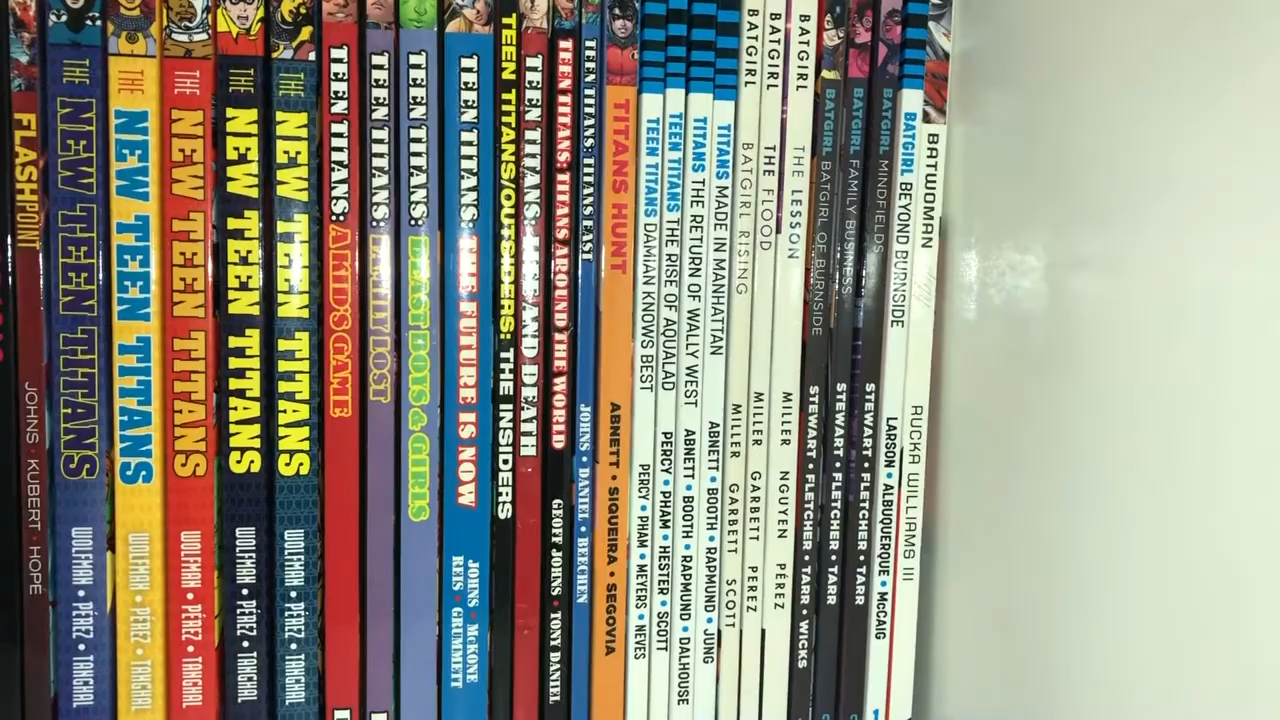 FLASHPOINT
JOHNS • KUBERT • HOPE
THE NEW TEEN TITANS
WOLFMAN • PÉREZ • TANGHAL
THE NEW TEEN TITANS
WOLFMAN • PÉREZ • TANGHAL
THE NEW TEEN TITANS
WOLFMAN • PÉREZ • TANGHAL
THE NEW TEEN TITANS
WOLFMAN • PÉREZ • TANGHAL
THE NEW TEEN TITANS
WOLFMAN • PÉREZ • TANGHAL
TEEN TITANS: A KID'S GAME
TEEN TITANS: FAMILY LOST
TEEN TITANS: BEAST BOYS & GIRLS
TEEN TITANS: THE FUTURE IS NOW
JOHNS • McKONE
REIS • GRUMMETT
TEEN TITANS/OUTSIDERS: THE INSIDERS
TEEN TITANS: LIFE AND DEATH
TEEN TITANS: TITANS AROUND THE WORLD
GEOFF JOHNS • TONY DANIEL
TEEN TITANS: TITANS EAST
JOHNS • DANIEL • BEECHEN
TITANS HUNT
ABNETT • SIQUEIRA • SEGOVIA
TEEN TITANS DAMIAN KNOWS BEST
PERCY • PHAM • MEYERS • NEVES
TEEN TITANS THE RISE OF AQUALAD
PERCY • PHAM • HESTER • SCOTT
TITANS THE RETURN OF WALLY WEST
ABNETT • BOOTH • RAPMUND • DALHOUSE
TITANS MADE IN MANHATTAN
ABNETT • BOOTH • RAPMUND • JUNG
BATGIRL BATGIRL RISING
MILLER GARBETT SCOTT
BATGIRL THE FLOOD
MILLER GARBETT PEREZ
BATGIRL THE LESSON
MILLER NGUYEN PÉREZ
BATGIRL BATGIRL OF BURNSIDE
STEWART • FLETCHER • TARR • WICKS
BATGIRL FAMILY BUSINESS
STEWART • FLETCHER • TARR
BATGIRL MINDFIELDS
STEWART • FLETCHER • TARR
BATGIRL BEYOND BURNSIDE
LARSON • ALBUQUERQUE • McCAIG
BATWOMAN
RUCKA WILLIAMS III